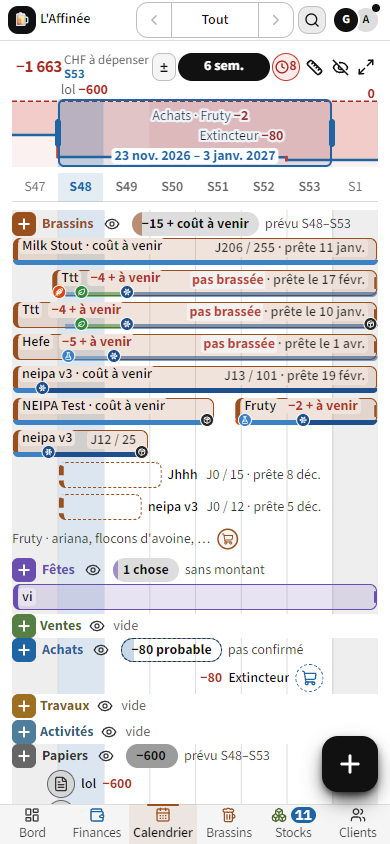 L'Affinée
Tout
G
A
−1 663 CHF à dépenser S53
±
6 sem.
8
lol −600
0
Achats · Fruty −2
Extincteur −80
23 nov. 2026 – 3 janv. 2027
S47 S48 S49 S50 S51 S52 S53 S1
Brassins −15 + coût à venir prévu S48–S53
Milk Stout · coût à venir J206 / 255 · prête 11 janv.
Ttt −4 + à venir pas brassée · prête le 17 févr.
Ttt −4 + à venir pas brassée · prête le 10 janv.
Hefe −5 + à venir pas brassée · prête le 1 avr.
neipa v3 · coût à venir J13 / 101 · prête 19 févr.
NEIPA Test · coût à venir Fruty −2 + à venir
neipa v3 J12 / 25
Jhhh J0 / 15 · prête 8 déc.
neipa v3 J0 / 12 · prête 5 déc.
Fruty · ariana, flocons d'avoine, …
Fêtes 1 chose sans montant
vi
Ventes vide
Achats −80 probable pas confirmé
−80 Extincteur
Travaux vide
Activités vide
Papiers −600 prévu S48–S53
lol −600
Bord Finances Calendrier Brassins Stocks 11 Clients